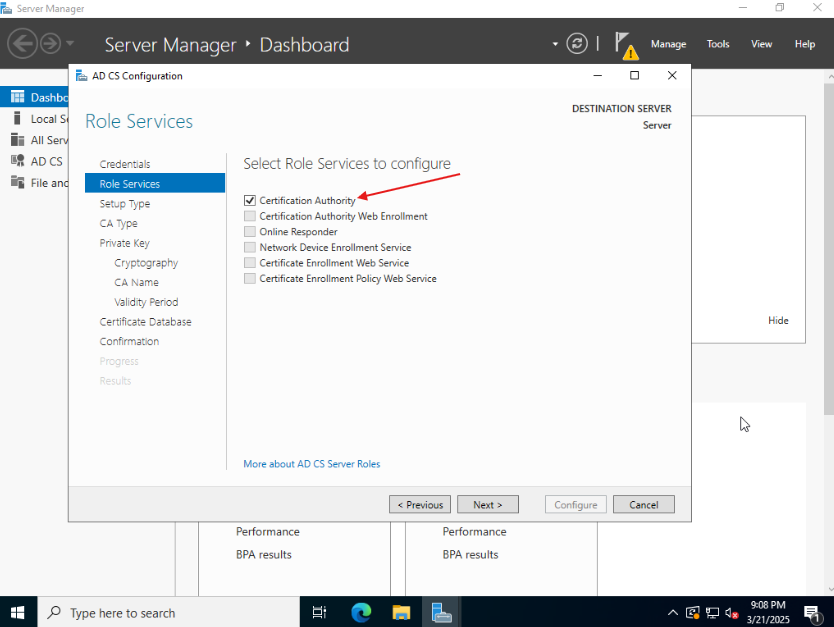 Server Manager
Server Manager • Dashboard
Manage Tools View Help
AD CS Configuration
Dashbo
Local Se
All Serv
AD CS
File and
Role Services
DESTINATION SERVER
Server
Credentials
Role Services
Setup Type
CA Type
Private Key
Cryptography
CA Name
Validity Period
Certificate Database
Confirmation
Progress
Results
Select Role Services to configure
Certification Authority
Certification Authority Web Enrollment
Online Responder
Network Device Enrollment Service
Certificate Enrollment Web Service
Certificate Enrollment Policy Web Service
More about AD CS Server Roles
Hide
< Previous Next > Configure Cancel
Performance
BPA results
Performance
BPA results
Type here to search
9:08 PM
3/21/2025
1